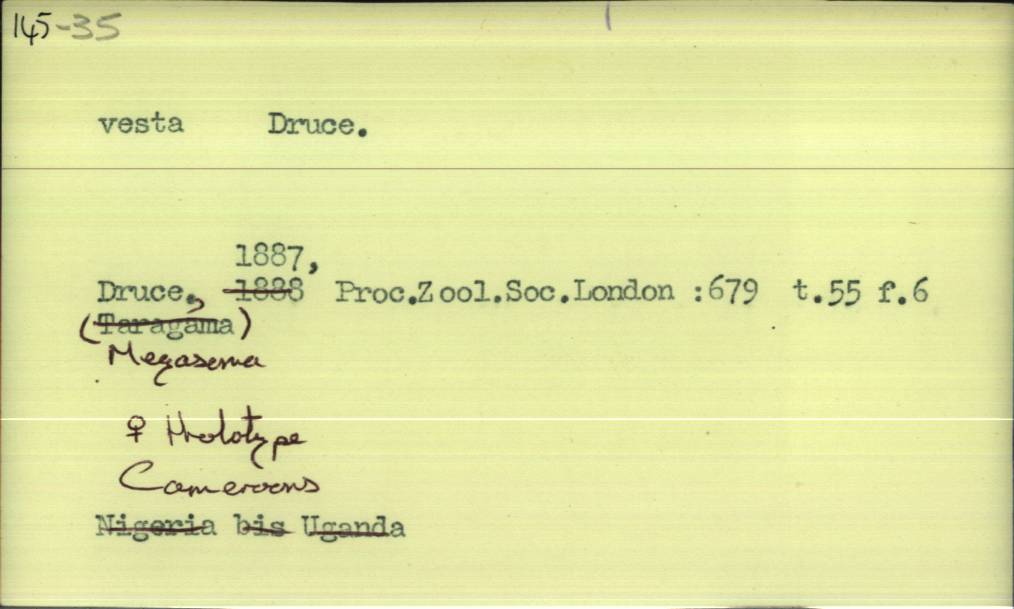 145-35
vesta Druce.
1887,
Druce, 1888 Proc.Zool.Soc.London :679 t.55 f.6
(Taragama)
Megasema
♀ Holotype
Cameroons
Nigeria bis Uganda